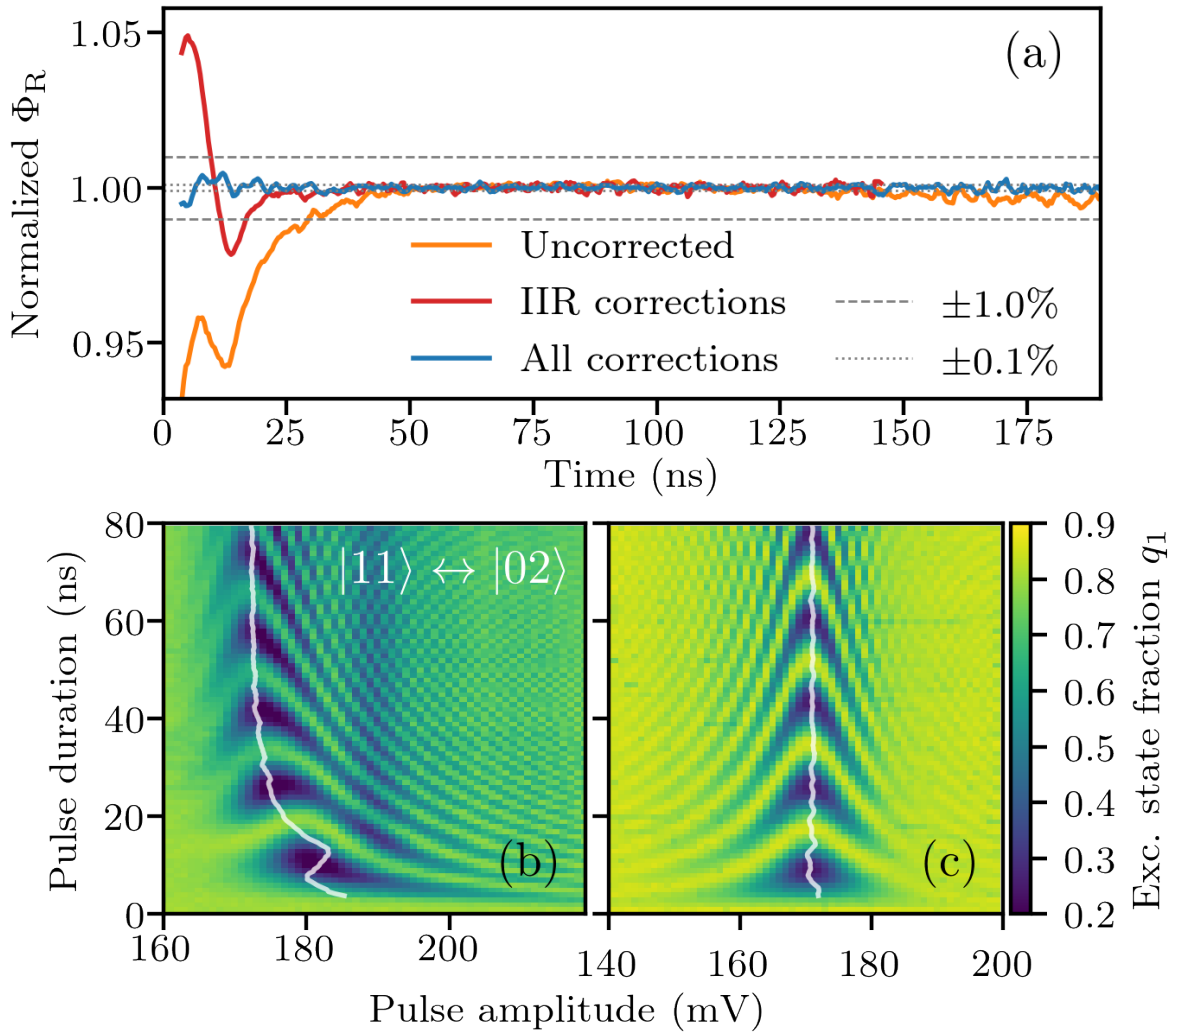 (a)
Normalized Φ_R
1.05
1.00
0.95
Uncorrected
IIR corrections
All corrections
±1.0%
±0.1%
0 25 50 75 100 125 150 175
Time (ns)
Pulse duration (ns)
80
60
40
20
0
|11⟩ ↔ |02⟩
(b)
160 180 200
(c)
140 160 180 200
Pulse amplitude (mV)
0.9
0.8
0.7
0.6
0.5
0.4
0.3
0.2
Exc. state fraction q₁